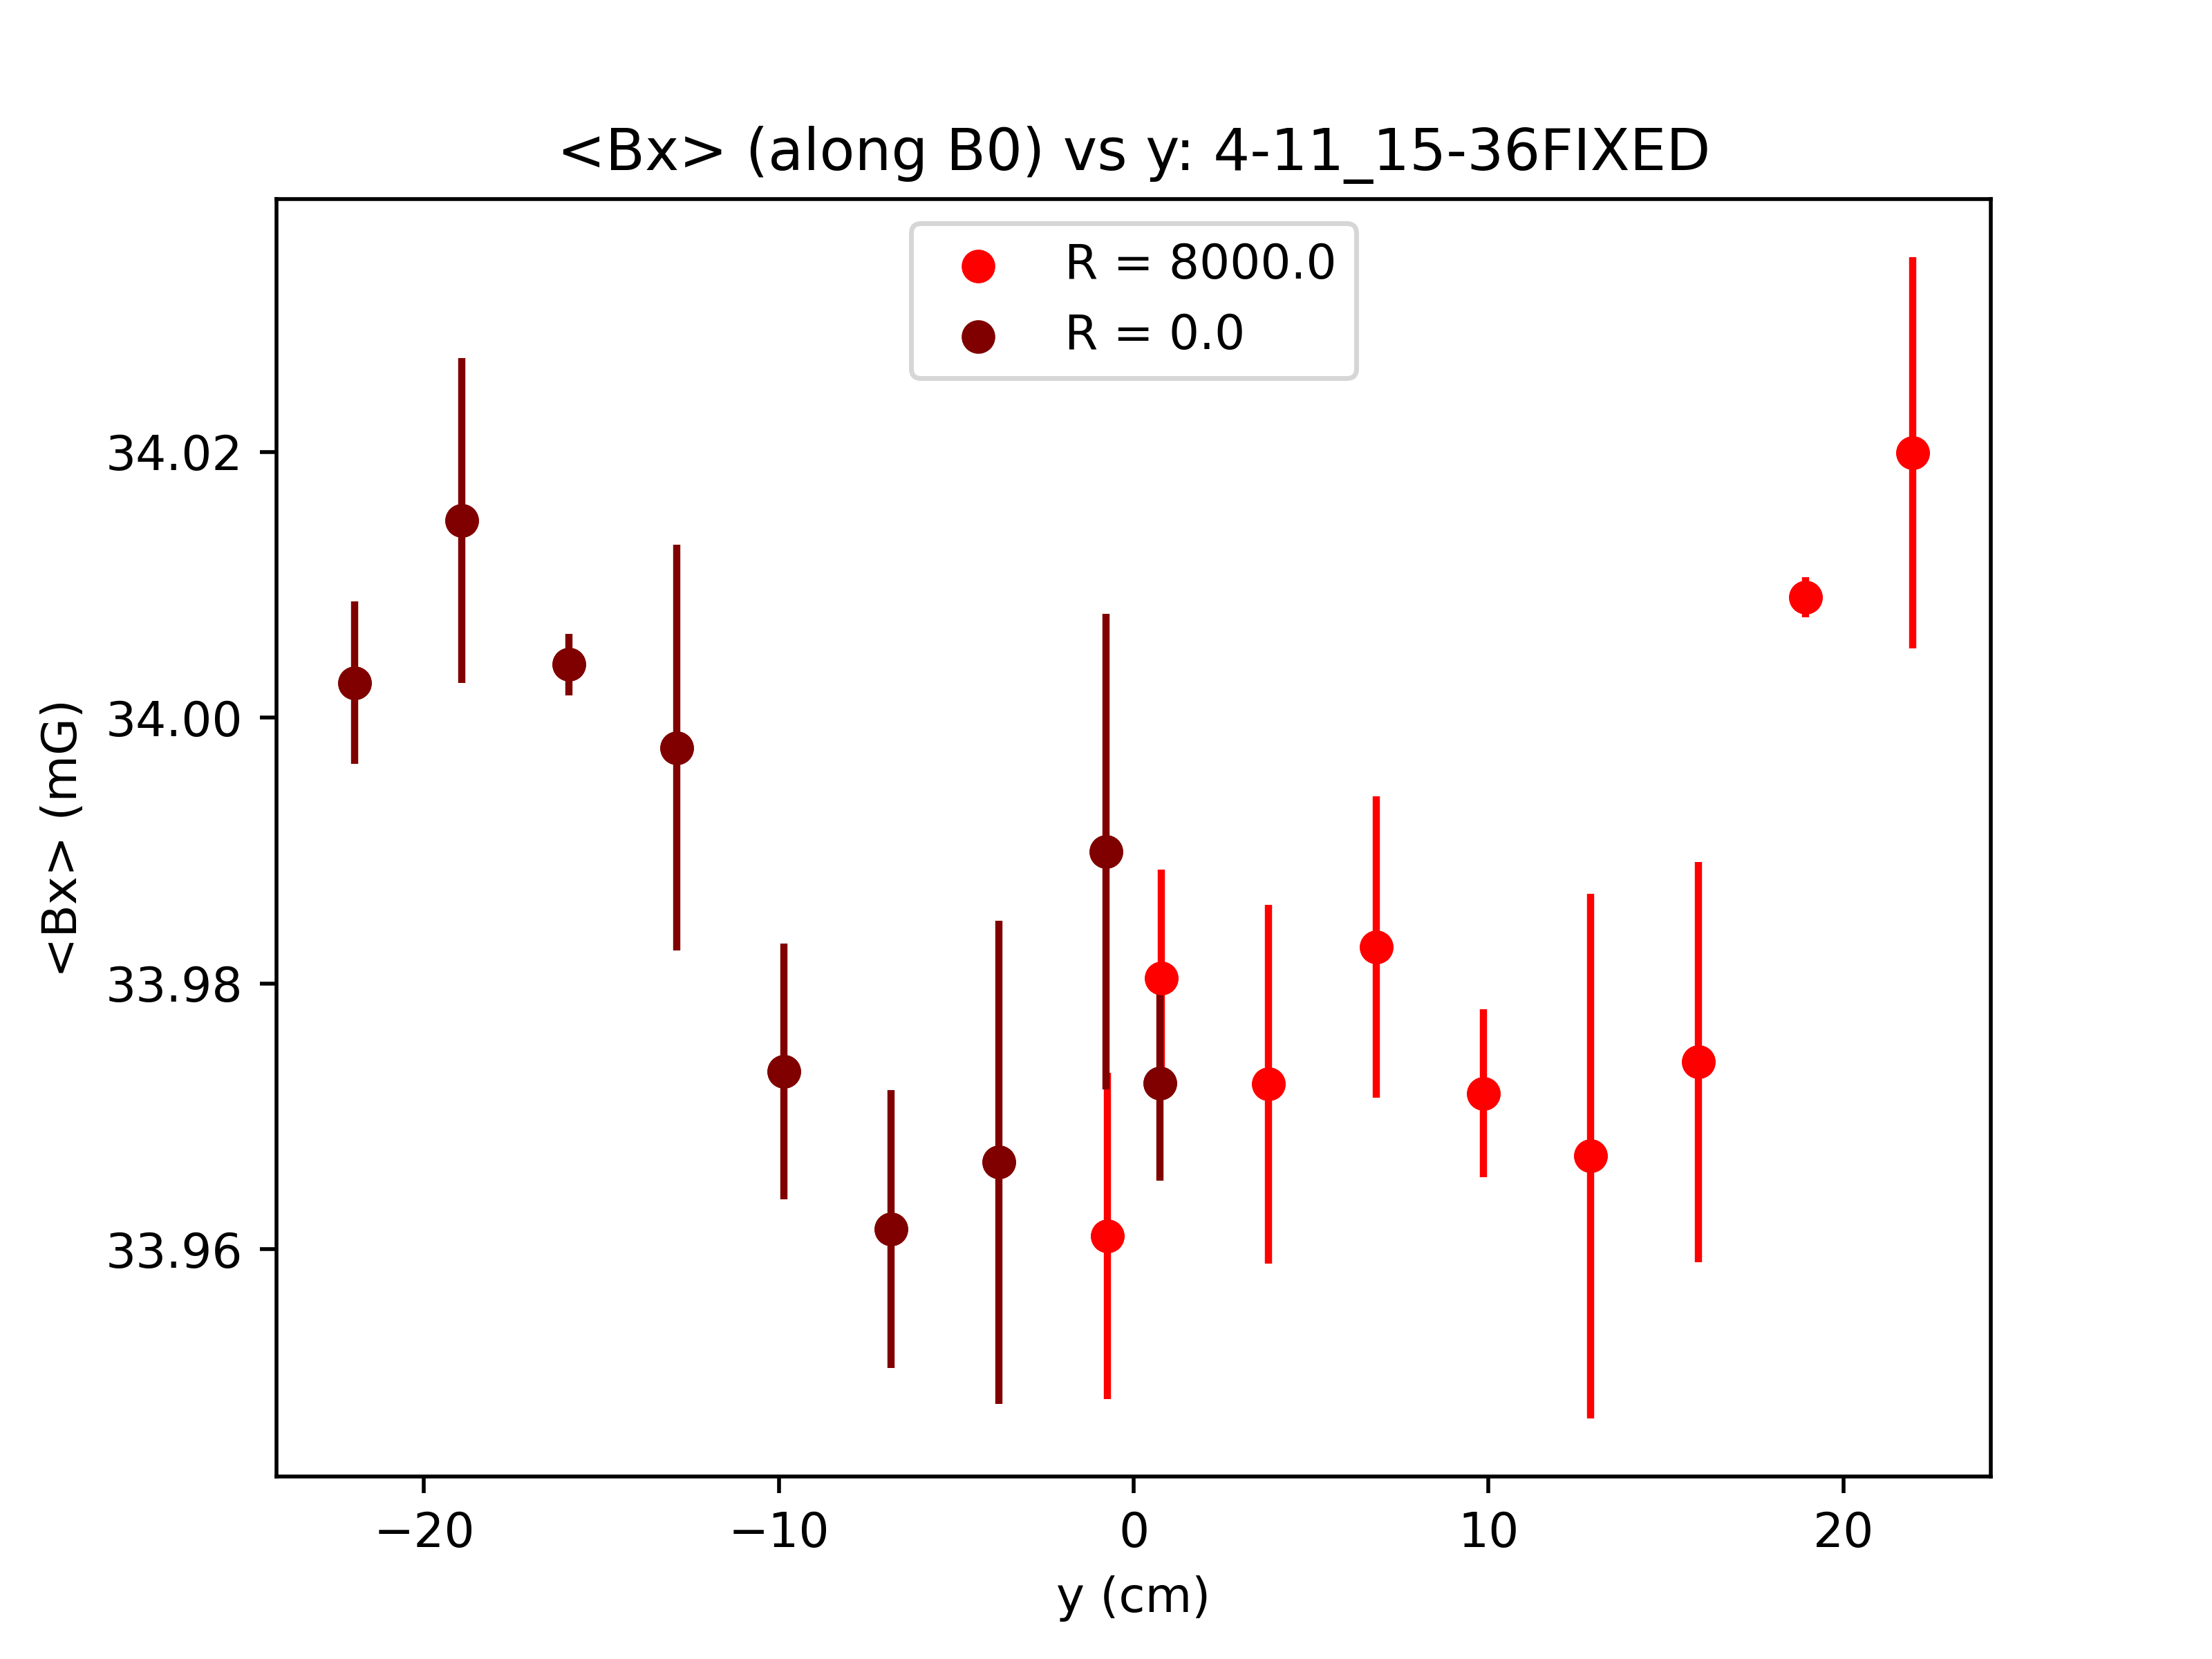 <Bx> (along B0) vs y: 4-11_15-36FIXED
R = 8000.0
R = 0.0
34.02
34.00
33.98
33.96
<Bx> (mG)
−20
−10
0
10
20
y (cm)